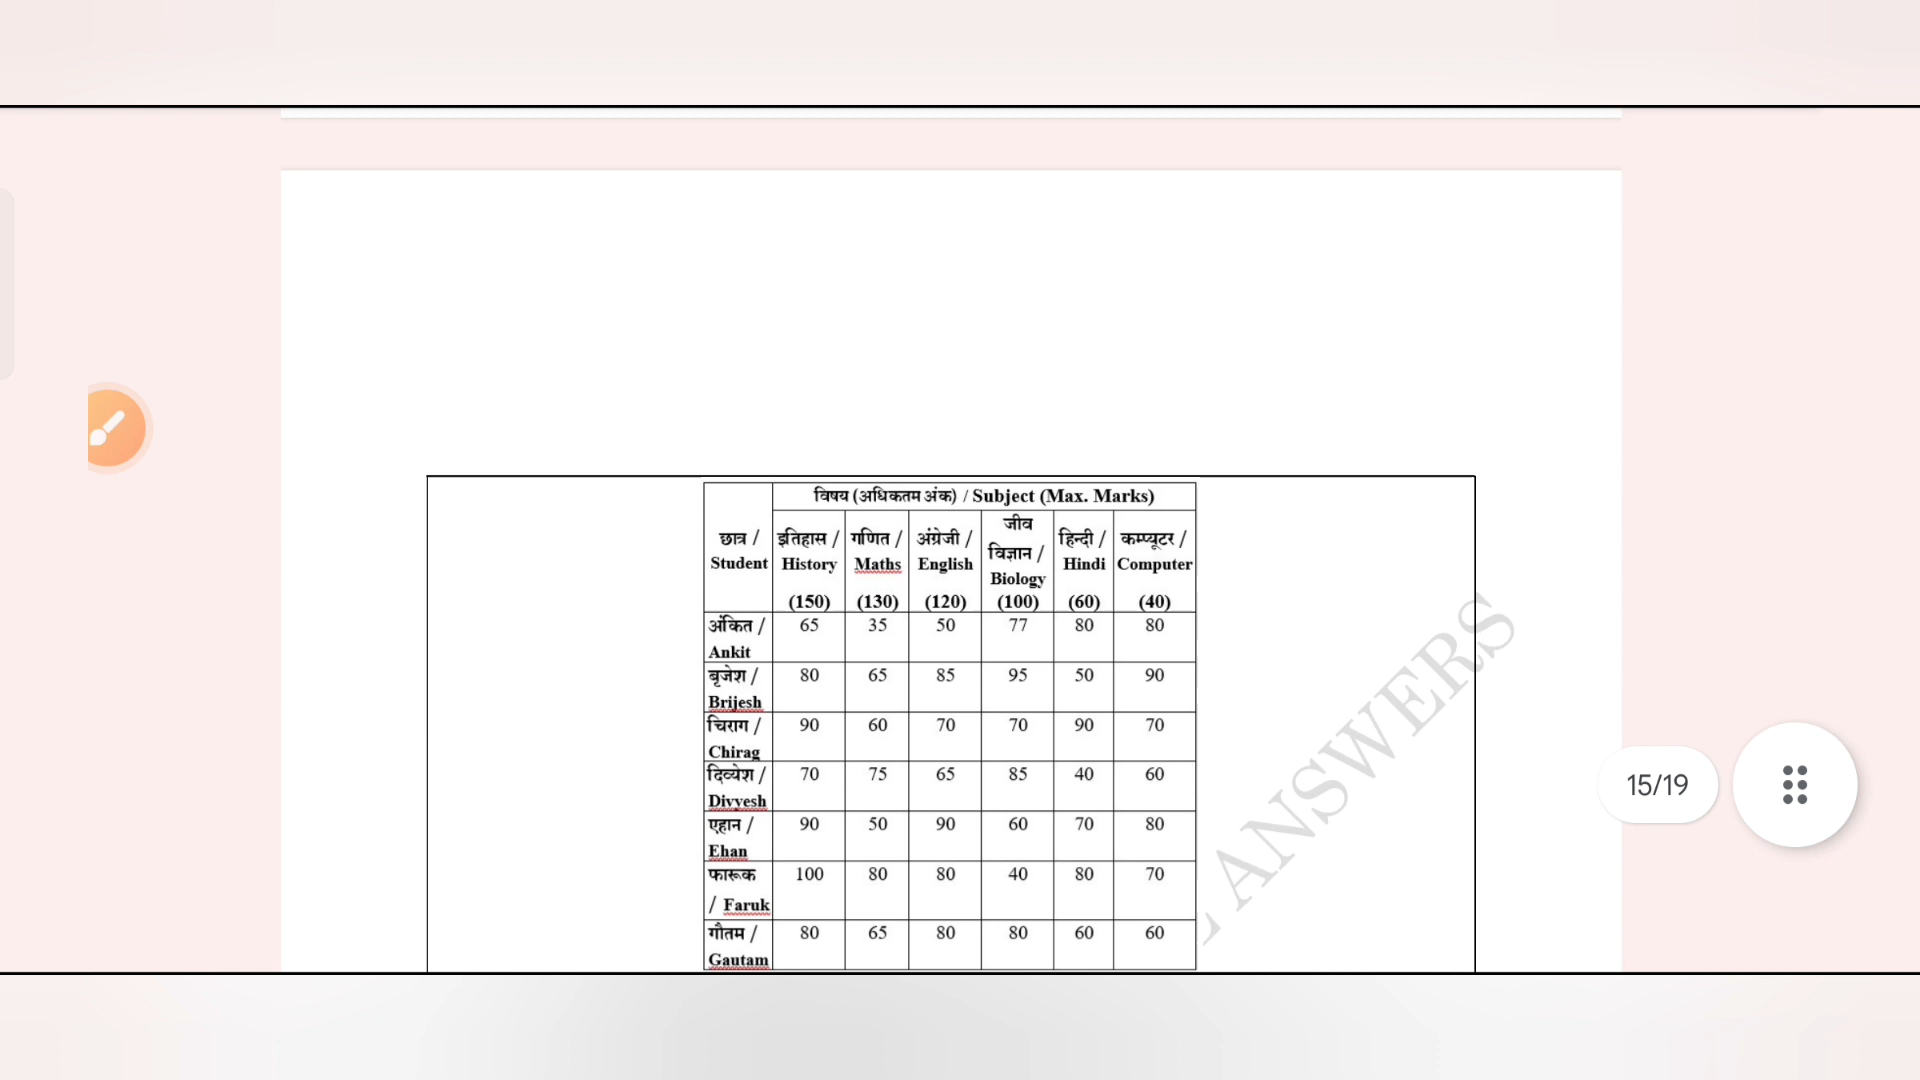 विषय (अधिकतम अंक) / Subject (Max. Marks)
छात्र / Student
इतिहास / History (150)
गणित / Maths (130)
अंग्रेजी / English (120)
जीव विज्ञान / Biology (100)
हिन्दी / Hindi (60)
कम्प्यूटर / Computer (40)
अंकित / Ankit 65 35 50 77 80 80
बृजेश / Brijesh 80 65 85 95 50 90
चिराग / Chirag 90 60 70 70 90 70
दिव्येश / Divyesh 70 75 65 85 40 60
एहान / Ehan 90 50 90 60 70 80
फारूक / Faruk 100 80 80 40 80 70
गौतम / Gautam 80 65 80 80 60 60
ANSWERS
15/19